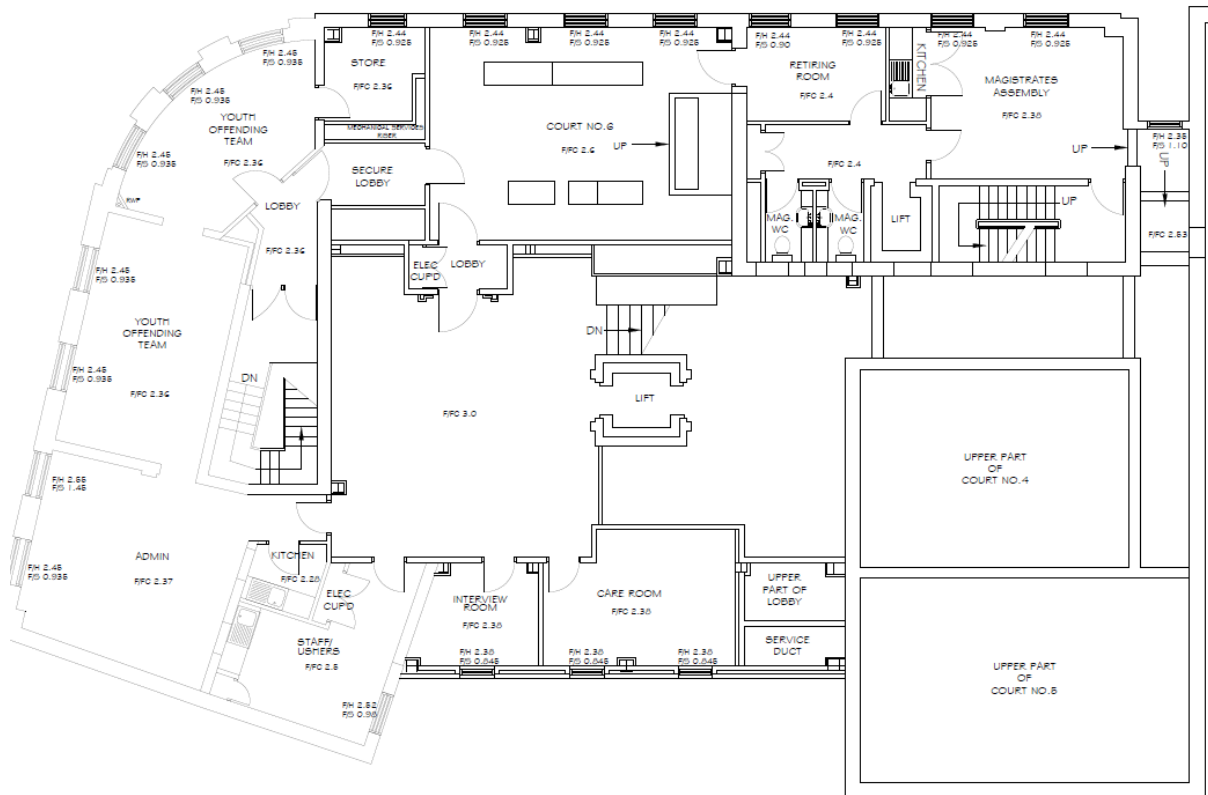 F/H 2.44
F/S 0.925
F/H 2.44
F/S 0.925
F/H 2.44
F/S 0.925
F/H 2.44
F/S 0.925
F/H 2.44
F/S 0.90
F/H 2.44
F/S 0.925
F/H 2.44
F/S 0.925
F/H 2.44
F/S 0.925
F/H 2.45
F/S 0.935
STORE
F/FC 2.36
KITCHEN
RETIRING
ROOM
F/FC 2.4
MAGISTRATES
ASSEMBLY
F/FC 2.38
F/H 2.45
F/S 0.935
YOUTH
OFFENDING
TEAM
F/FC 2.36
MECHANICAL SERVICES
RISER
COURT NO.6
F/FC 2.6
UP
F/H 2.35
F/S 1.10
UP
UP
F/H 2.45
F/S 0.935
SECURE
LOBBY
F/FC 2.4
RWP
LOBBY
MAG.
WC
MAG.
WC
LIFT
UP
F/FC 2.53
F/FC 2.36
F/H 2.45
F/S 0.935
ELEC
CUP'D
LOBBY
YOUTH
OFFENDING
TEAM
F/FC 2.36
DN
F/H 2.45
F/S 0.935
DN
LIFT
F/FC 3.0
F/H 2.55
F/S 1.45
UPPER PART
OF
COURT NO.4
ADMIN
F/FC 2.37
F/H 2.45
F/S 0.935
KITCHEN
F/FC 2.28
ELEC
CUP'D
INTERVIEW
ROOM
F/FC 2.38
CARE ROOM
F/FC 2.38
UPPER
PART OF
LOBBY
STAFF/
USHERS
F/FC 2.5
F/H 2.38
F/S 0.845
F/H 2.38
F/S 0.845
F/H 2.38
F/S 0.845
SERVICE
DUCT
UPPER PART
OF
COURT NO.5
F/H 2.52
F/S 0.98